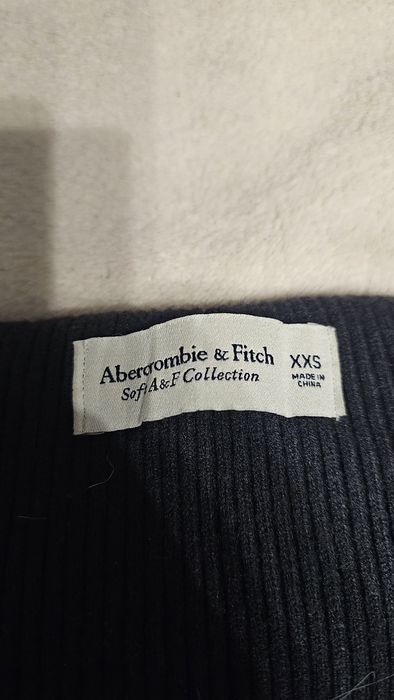 Abercrombie & Fitch
Soft A&F Collection
XXS
MADE IN
CHINA